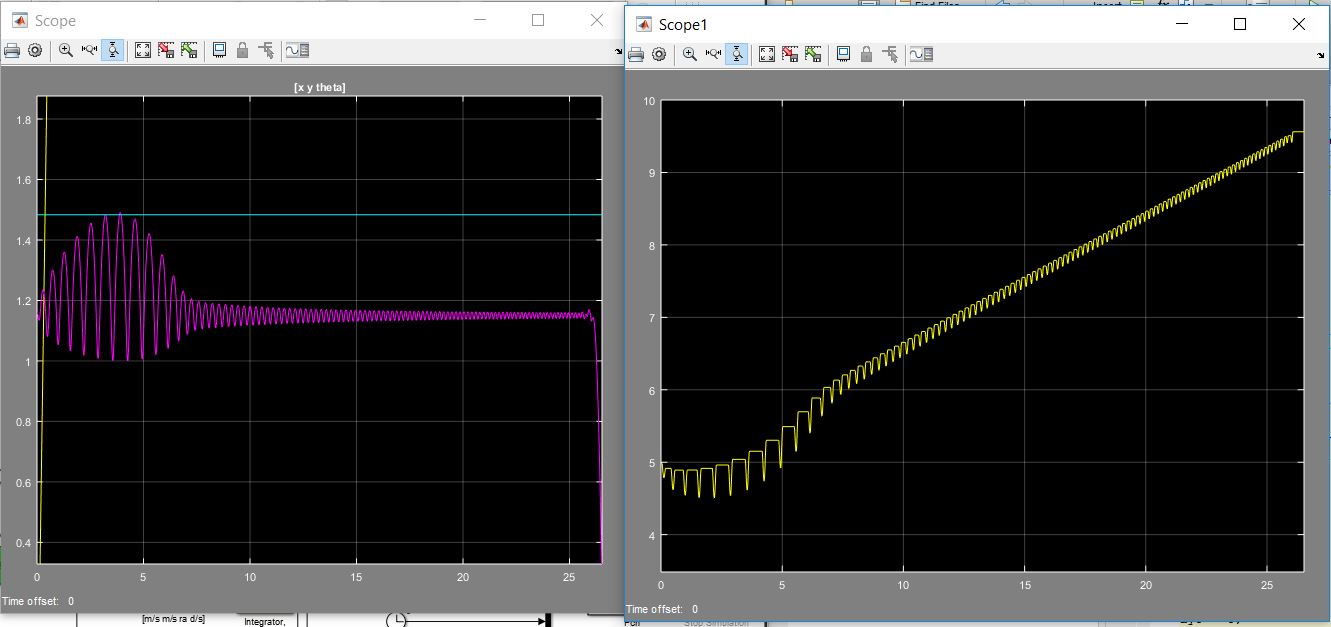 Find Files
Insert
fx
Scope
Scope1
[x y theta]
1.8
1.6
1.4
1.2
1
0.8
0.6
0.4
0 5 10 15 20 25
Time offset: 0
10
9
8
7
6
5
4
0 5 10 15 20 25
Time offset: 0
[m/s m/s ra d/s]
Integrator,
Fcn
Stop Simulation